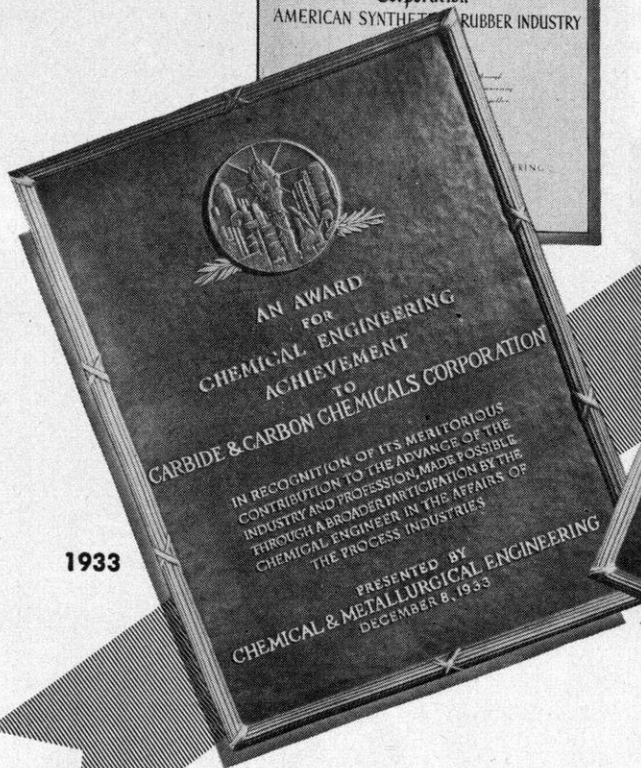 Corporation
AMERICAN SYNTHETIC RUBBER INDUSTRY
AN AWARD
FOR
CHEMICAL ENGINEERING
ACHIEVEMENT
TO
CARBIDE & CARBON CHEMICALS CORPORATION
IN RECOGNITION OF ITS MERITORIOUS
CONTRIBUTION TO THE ADVANCE OF THE
INDUSTRY AND PROFESSION, MADE POSSIBLE
THROUGH A BROADER PARTICIPATION BY THE
CHEMICAL ENGINEER IN THE AFFAIRS OF
THE PROCESS INDUSTRIES
PRESENTED BY
CHEMICAL & METALLURGICAL ENGINEERING
DECEMBER 8, 1933
1933